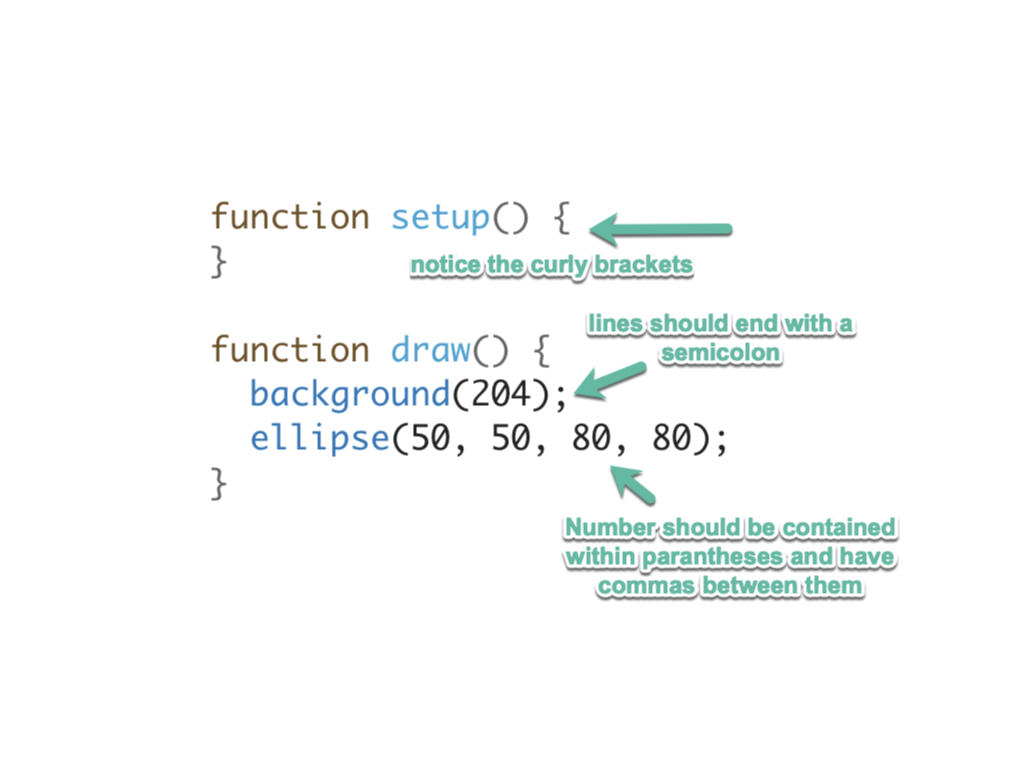 function setup() {
}
notice the curly brackets
lines should end with a
semicolon
function draw() {
background(204);
ellipse(50, 50, 80, 80);
}
Number should be contained
within parantheses and have
commas between them